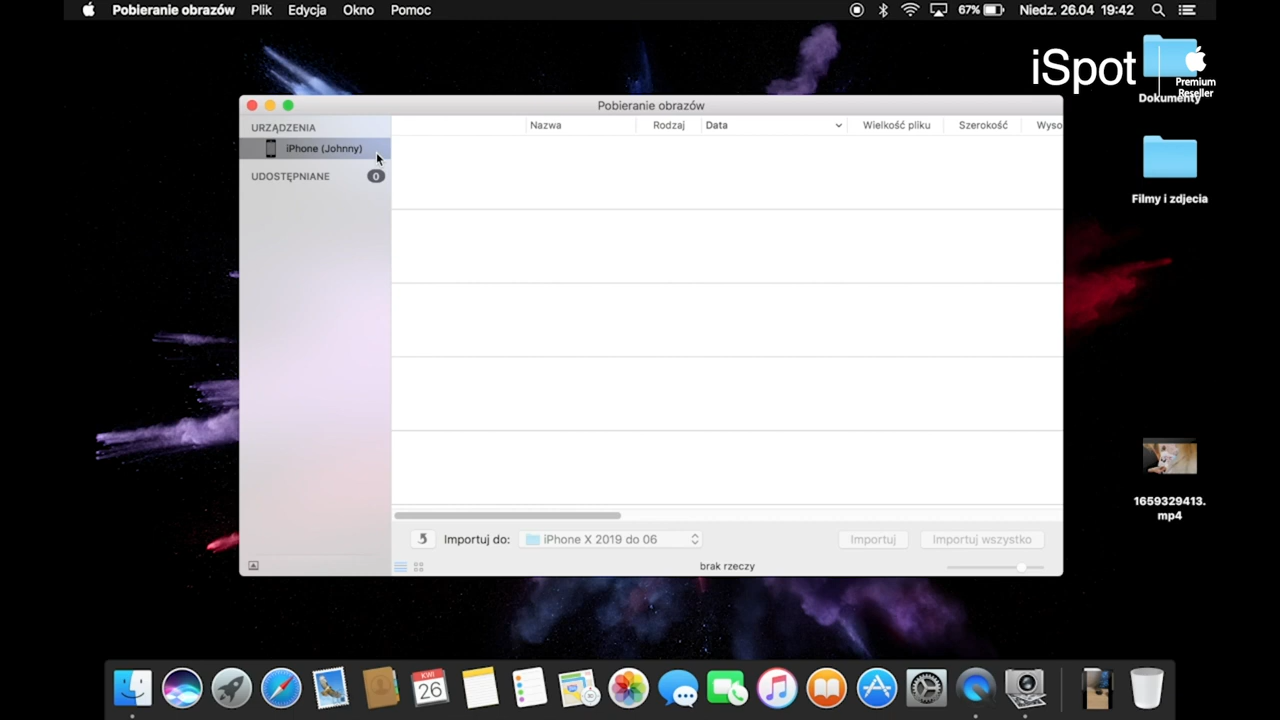 Pobieranie obrazów Plik Edycja Okno Pomoc 67% Niedz. 26.04 19:42
iSpot
Premium
Reseller
Dokumenty
Filmy i zdjecia
1659329413.
mp4
Pobieranie obrazów
URZĄDZENIA
iPhone (Johnny)
UDOSTĘPNIANE 0
Nazwa Rodzaj Data Wielkość pliku Szerokość Wyso
Importuj do: iPhone X 2019 do 06 Importuj Importuj wszystko
brak rzeczy
KWI
26